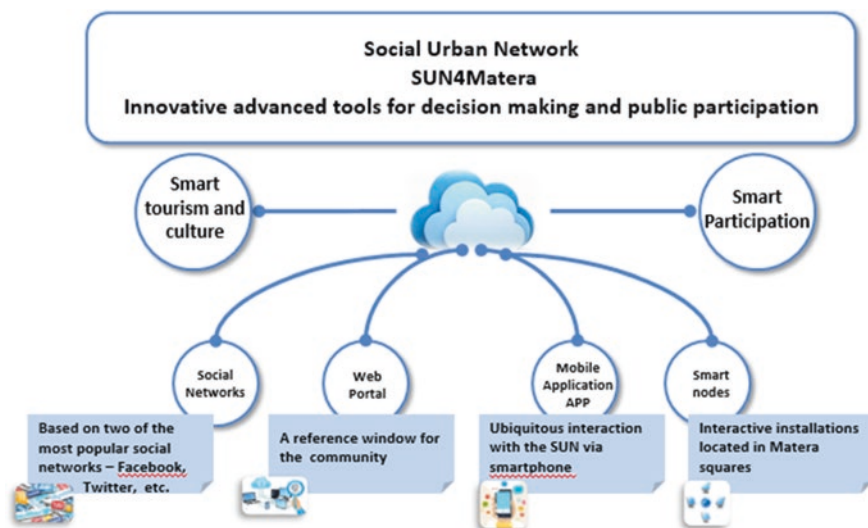 Social Urban Network
SUN4Matera
Innovative advanced tools for decision making and public participation
Smart
tourism and
culture
Smart
Participation
Social
Networks
Web
Portal
Mobile
Application
APP
Smart
nodes
Based on two of the
most popular social
networks – Facebook,
Twitter, etc.
A reference window for
the community
Ubiquitous interaction
with the SUN via
smartphone
Interactive installations
located in Matera
squares